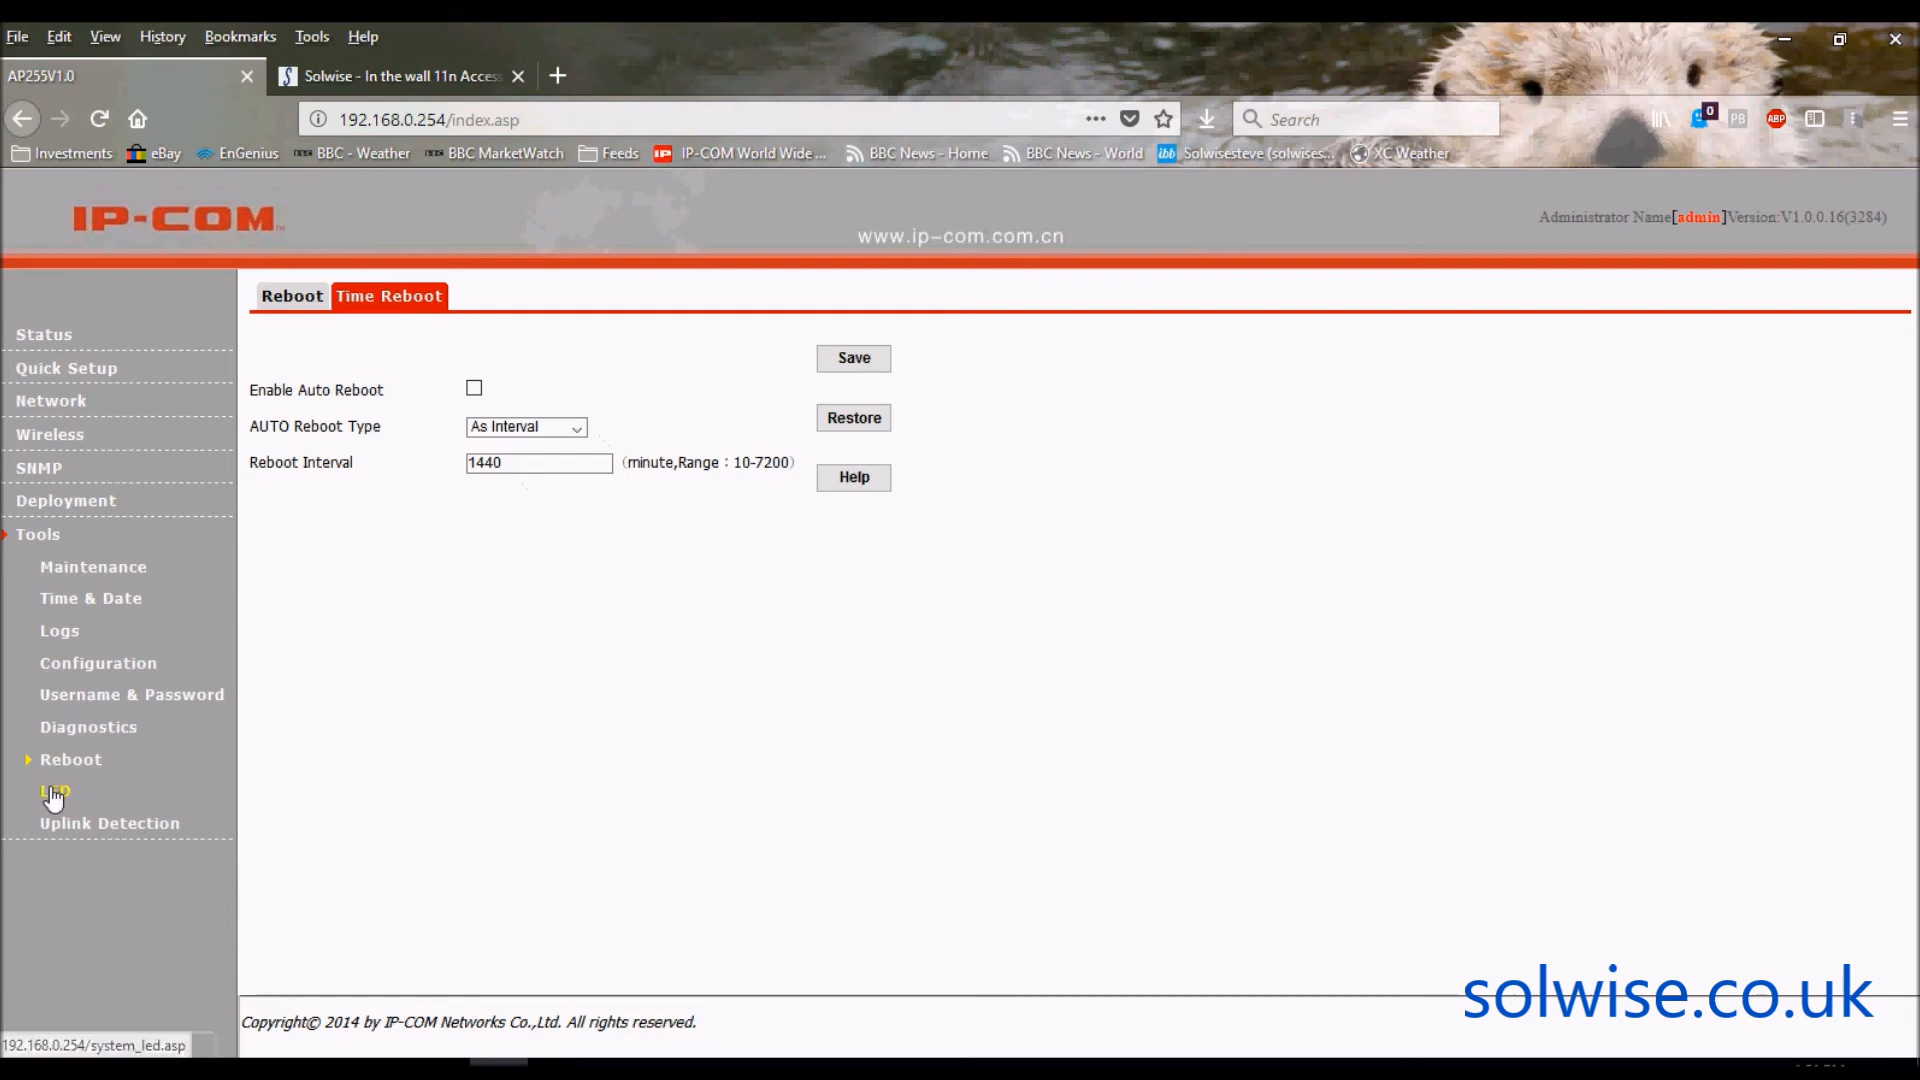 File Edit View History Bookmarks Tools Help
AP255V1.0
Solwise - In the wall 11n Acces
192.168.0.254/index.asp
Search
0
PB
ABP
Investments eBay EnGenius BBC - Weather BBC MarketWatch Feeds IP-COM World Wide ... BBC News - Home BBC News - World ibb Solwisesteve (solwises... XC Weather
IP-COM
www.ip-com.com.cn
Administrator Name[admin]Version:V1.0.0.16(3284)
Reboot Time Reboot
Status
Quick Setup
Network
Wireless
SNMP
Deployment
Tools
Maintenance
Time & Date
Logs
Configuration
Username & Password
Diagnostics
Reboot
Uplink Detection
Enable Auto Reboot
AUTO Reboot Type As Interval
Reboot Interval 1440 (minute,Range : 10-7200)
Save
Restore
Help
solwise.co.uk
Copyright© 2014 by IP-COM Networks Co.,Ltd. All rights reserved.
192.168.0.254/system_led.asp